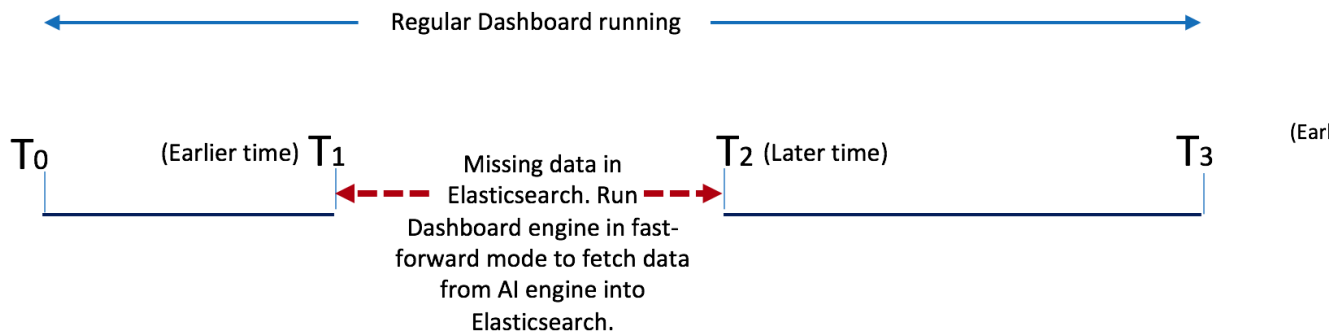 Regular Dashboard running
T0
(Earlier time) T1
T2 (Later time)
T3
Missing data in
Elasticsearch. Run
Dashboard engine in fast-
forward mode to fetch data
from AI engine into
Elasticsearch.